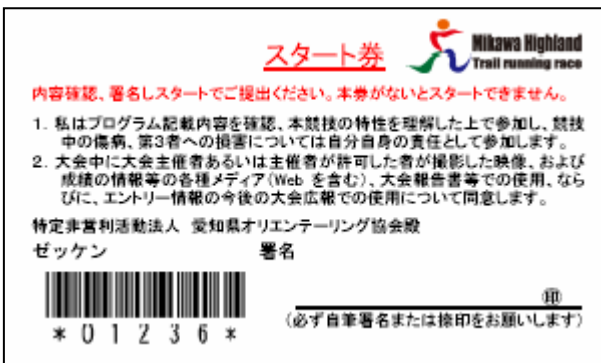 スタート券
Mikawa Highland
Trail running race
内容確認、署名しスタートでご提出ください。本券がないとスタートできません。
1. 私はプログラム記載内容を確認、本競技の特性を理解した上で参加し、競技
中の傷病、第3者への損害については自分自身の責任として参加します。
2. 大会中に大会主催者あるいは主催者が許可した者が撮影した映像、および
成績の情報等の各種メディア(Web を含む)、大会報告書等での使用、なら
びに、エントリー情報の今後の大会広報での使用について同意します。
特定非営利活動法人 愛知県オリエンテーリング協会殿
ゼッケン 署名
㊞
*01236*
(必ず自筆署名または捺印をお願いします)